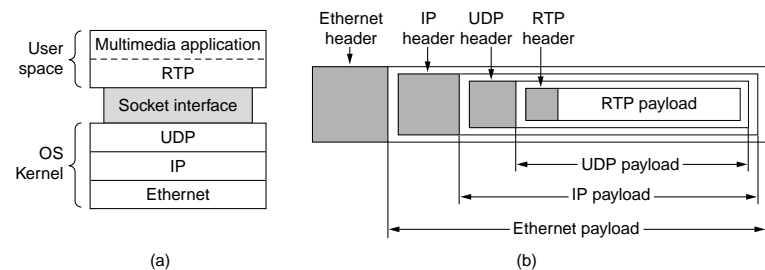 User
space
Multimedia application
RTP
Socket interface
OS
Kernel
UDP
IP
Ethernet
(a)
Ethernet
header
IP
header
UDP
header
RTP
header
RTP payload
UDP payload
IP payload
Ethernet payload
(b)